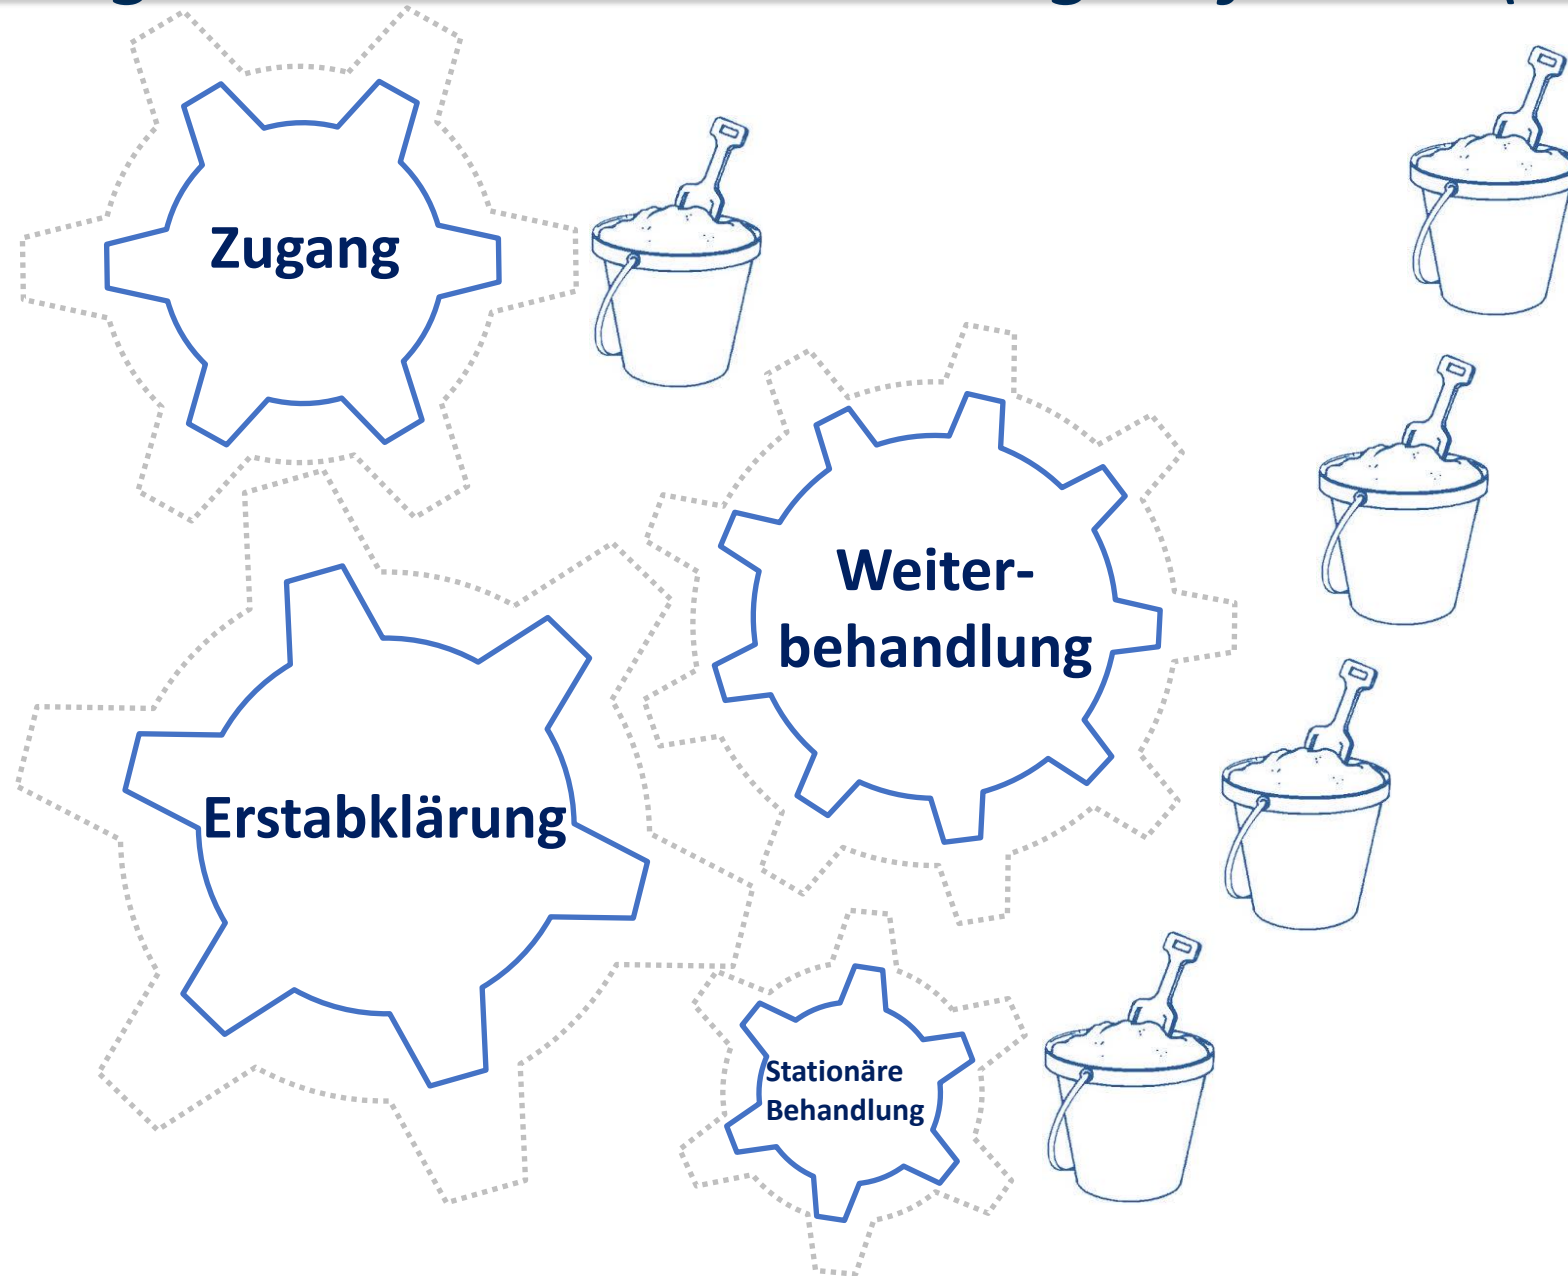 Zugang
Weiter-
behandlung
Erstabklärung
Stationäre
Behandlung